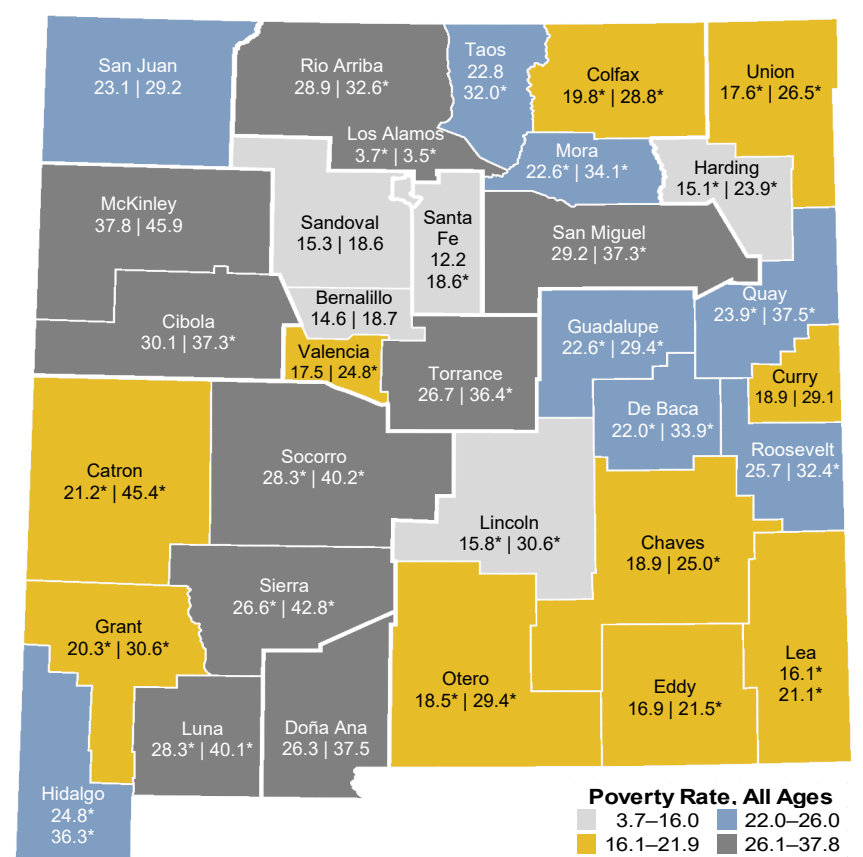 San Juan
23.1 | 29.2
Rio Arriba
28.9 | 32.6*
Taos
22.8
32.0*
Colfax
19.8* | 28.8*
Union
17.6* | 26.5*
Los Alamos
3.7* | 3.5*
Mora
22.6* | 34.1*
Harding
15.1* | 23.9*
McKinley
37.8 | 45.9
Sandoval
15.3 | 18.6
Santa
Fe
12.2
18.6*
San Miguel
29.2 | 37.3*
Bernalillo
14.6 | 18.7
Quay
23.9* | 37.5*
Cibola
30.1 | 37.3*
Guadalupe
22.6* | 29.4*
Valencia
17.5 | 24.8*
Torrance
26.7 | 36.4*
Curry
18.9 | 29.1
De Baca
22.0* | 33.9*
Roosevelt
25.7 | 32.4*
Catron
21.2* | 45.4*
Socorro
28.3* | 40.2*
Lincoln
15.8* | 30.6*
Chaves
18.9 | 25.0*
Sierra
26.6* | 42.8*
Grant
20.3* | 30.6*
Otero
18.5* | 29.4*
Eddy
16.9 | 21.5*
Lea
16.1*
21.1*
Luna
28.3* | 40.1*
Doña Ana
26.3 | 37.5
Hidalgo
24.8*
36.3*
Poverty Rate, All Ages
3.7–16.0 22.0–26.0
16.1–21.9 26.1–37.8